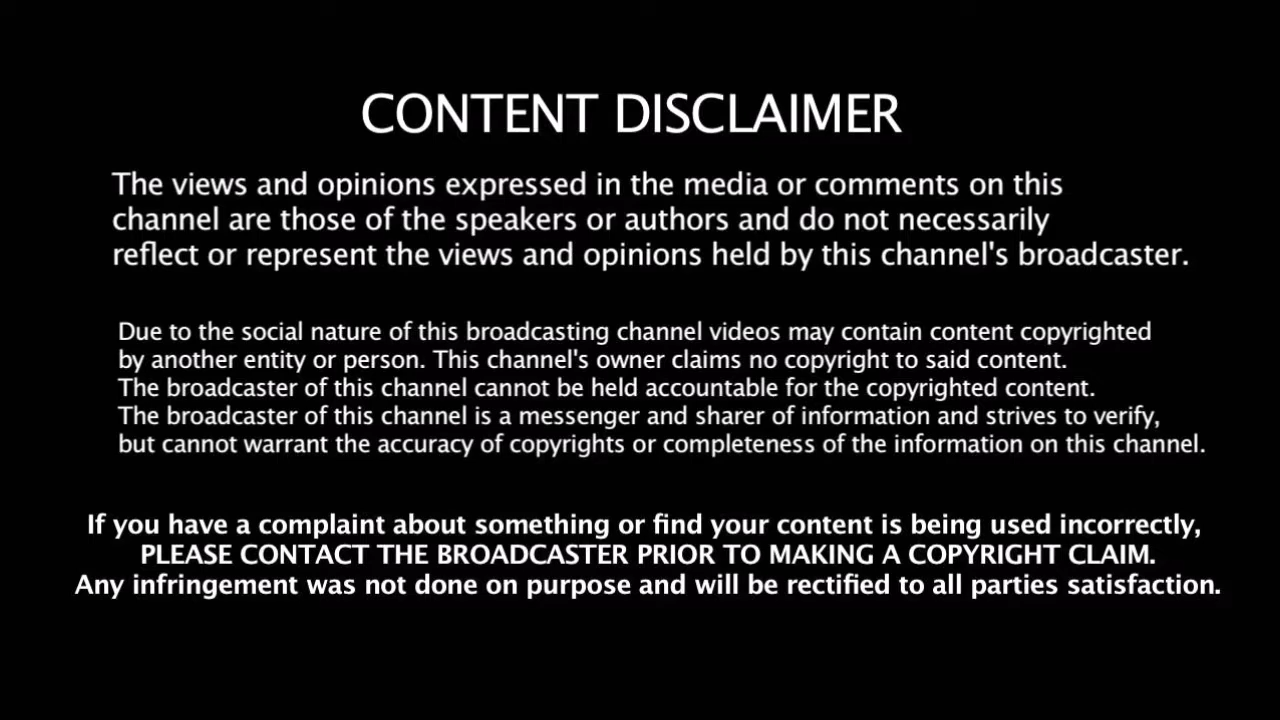 CONTENT DISCLAIMER
The views and opinions expressed in the media or comments on this
channel are those of the speakers or authors and do not necessarily
reflect or represent the views and opinions held by this channel's broadcaster.
Due to the social nature of this broadcasting channel videos may contain content copyrighted
by another entity or person. This channel's owner claims no copyright to said content.
The broadcaster of this channel cannot be held accountable for the copyrighted content.
The broadcaster of this channel is a messenger and sharer of information and strives to verify,
but cannot warrant the accuracy of copyrights or completeness of the information on this channel.
If you have a complaint about something or find your content is being used incorrectly,
PLEASE CONTACT THE BROADCASTER PRIOR TO MAKING A COPYRIGHT CLAIM.
Any infringement was not done on purpose and will be rectified to all parties satisfaction.